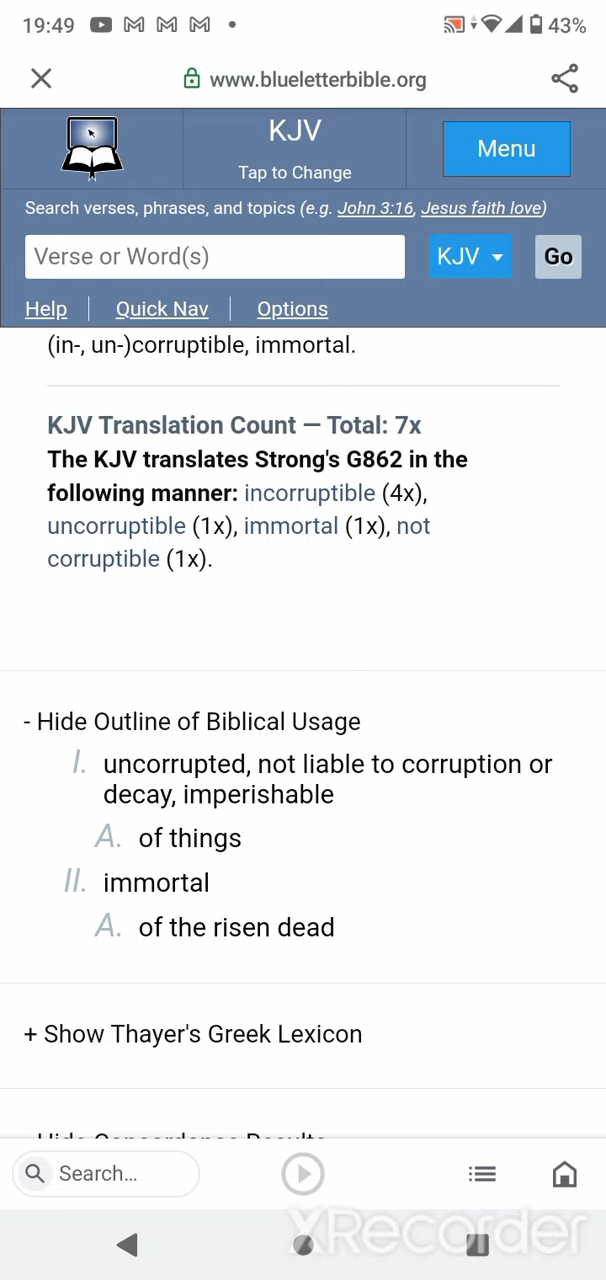 19:49 43%
www.blueletterbible.org
KJV
Tap to Change
Menu
Search verses, phrases, and topics (e.g. John 3:16, Jesus faith love)
Verse or Word(s) KJV Go
Help Quick Nav Options
(in-, un-)corruptible, immortal.
KJV Translation Count — Total: 7x
The KJV translates Strong's G862 in the
following manner: incorruptible (4x),
uncorruptible (1x), immortal (1x), not
corruptible (1x).
- Hide Outline of Biblical Usage
I. uncorrupted, not liable to corruption or
decay, imperishable
A. of things
II. immortal
A. of the risen dead
+ Show Thayer's Greek Lexicon
- Hide Concordance Results
Search...
XRecorder